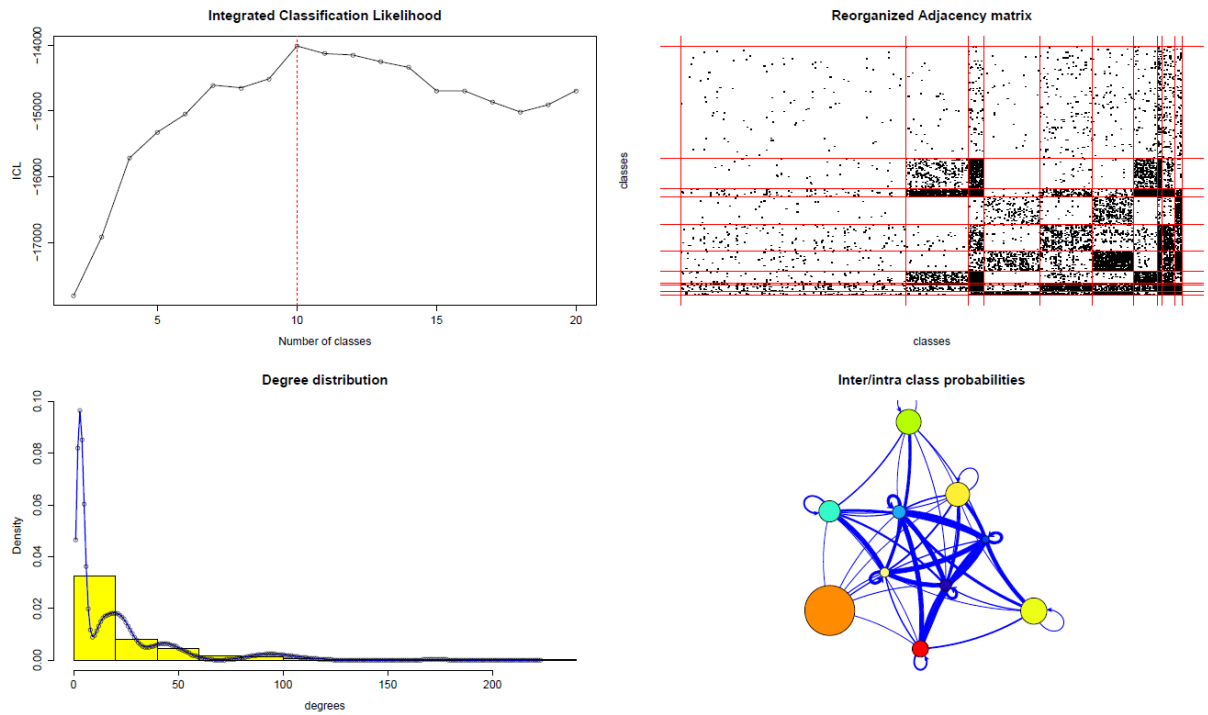 Integrated Classification Likelihood
ICL
-14000
-15000
-16000
-17000
5
10
15
20
Number of classes
Reorganized Adjacency matrix
classes
classes
Degree distribution
Density
0.10
0.08
0.06
0.04
0.02
0.00
0
50
100
150
200
degrees
Inter/intra class probabilities